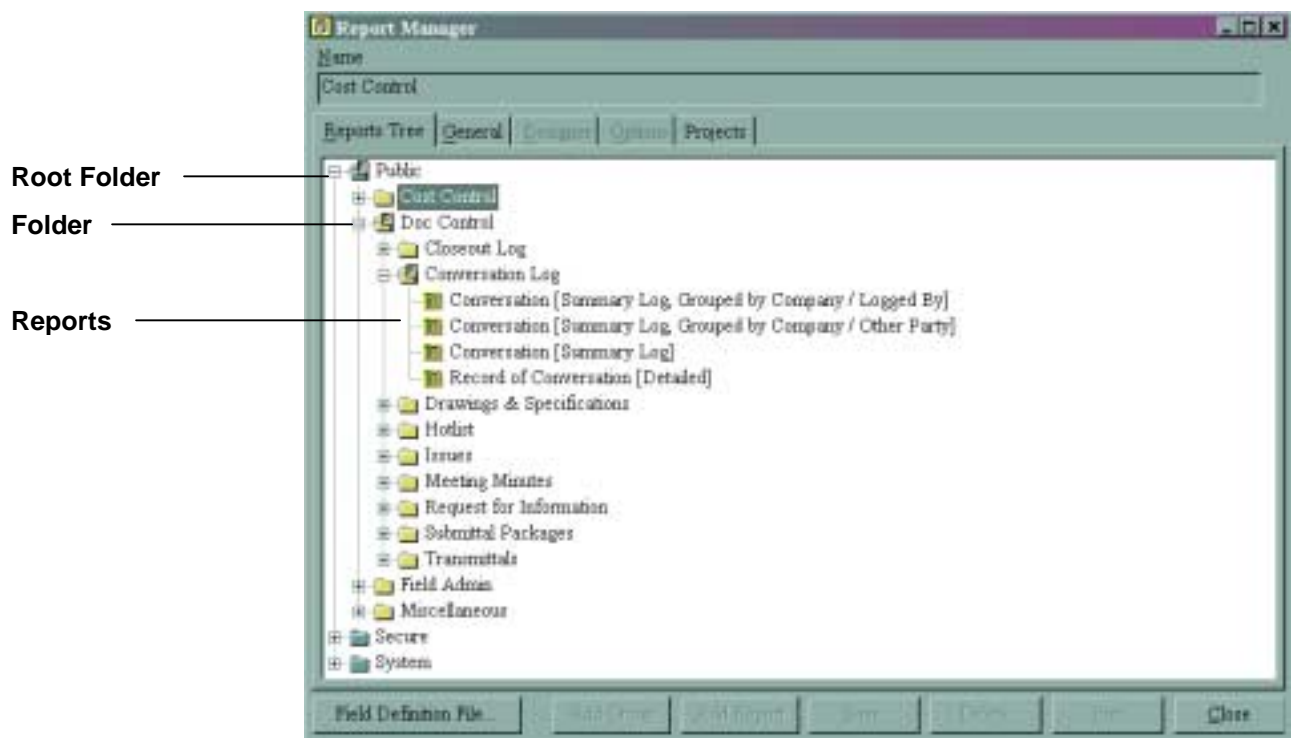 Report Manager
Name
Cost Control
Reports Tree General Designer Options Projects
Root Folder
Public
Cost Control
Folder
Doc Control
Closeout Log
Conversation Log
Conversation [Summary Log, Grouped by Company / Logged By]
Reports
Conversation [Summary Log, Grouped by Company / Other Party]
Conversation [Summary Log]
Record of Conversation [Detailed]
Drawings & Specifications
Hotlist
Issues
Meeting Minutes
Request for Information
Submittal Packages
Transmittals
Field Admin
Miscellaneous
Secure
System
Field Definition File... Close